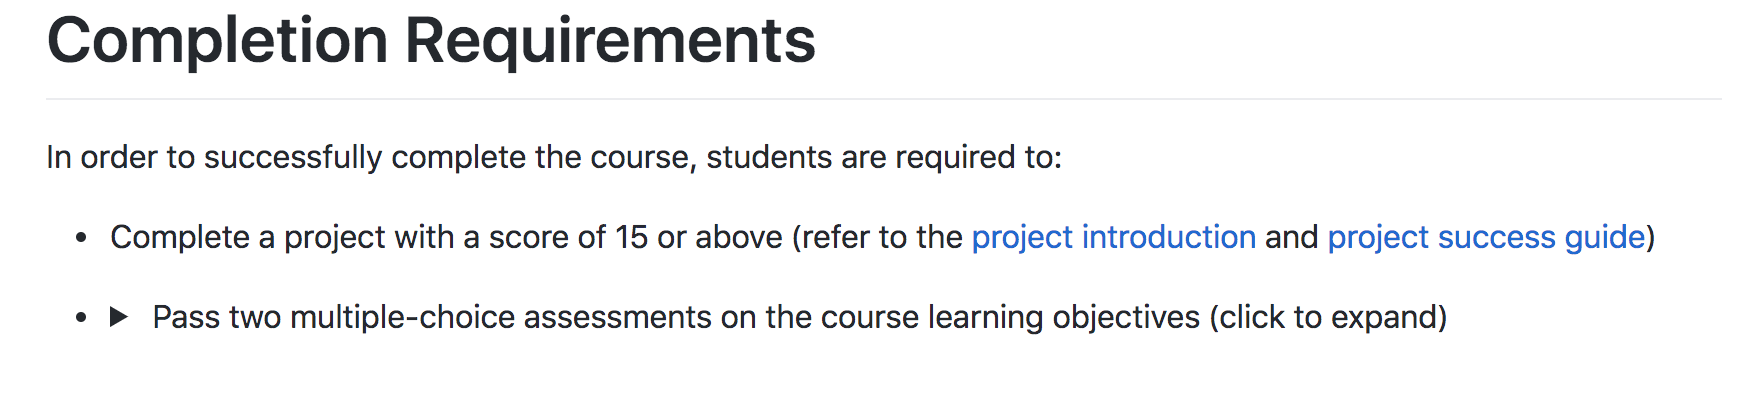 Completion Requirements
In order to successfully complete the course, students are required to:
• Complete a project with a score of 15 or above (refer to the project introduction and project success guide)
• ▶ Pass two multiple-choice assessments on the course learning objectives (click to expand)